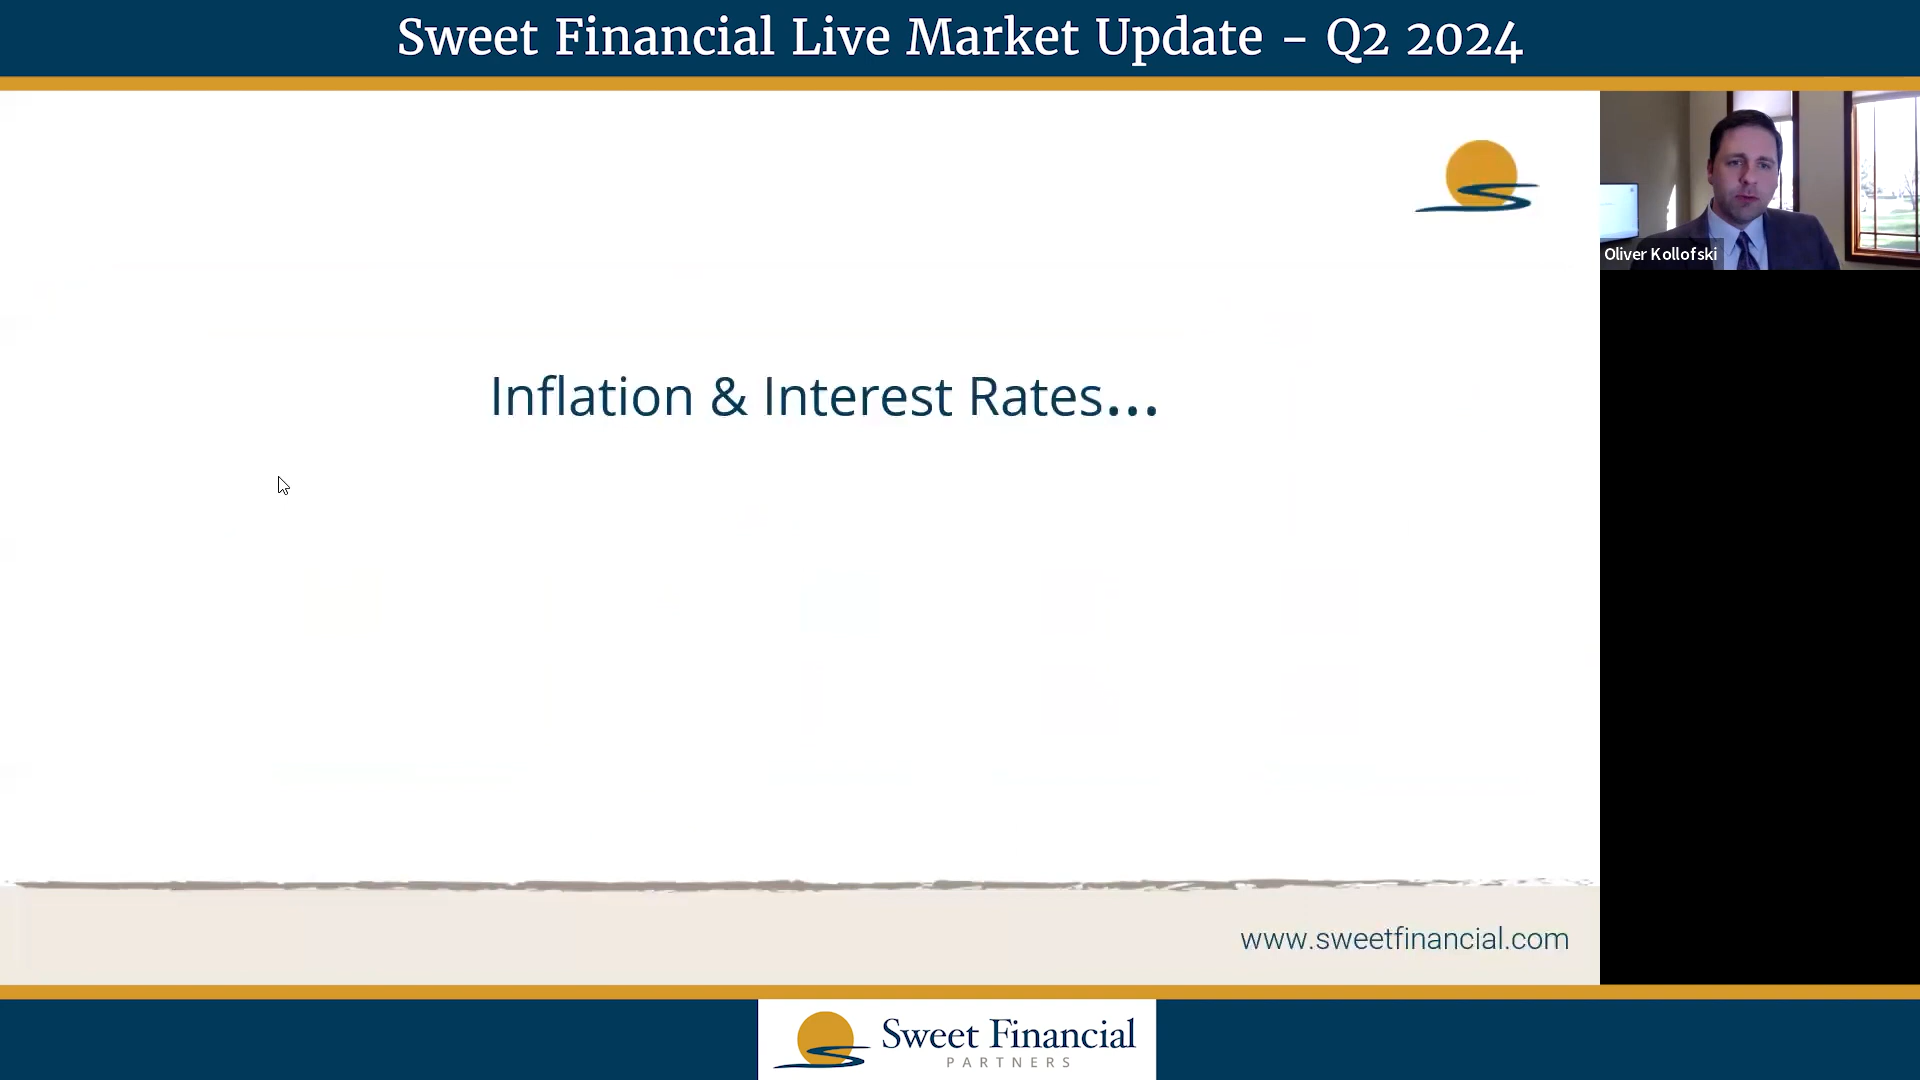 Sweet Financial Live Market Update - Q2 2024
Oliver Kollofski
Inflation & Interest Rates...
www.sweetfinancial.com
Sweet Financial
PARTNERS